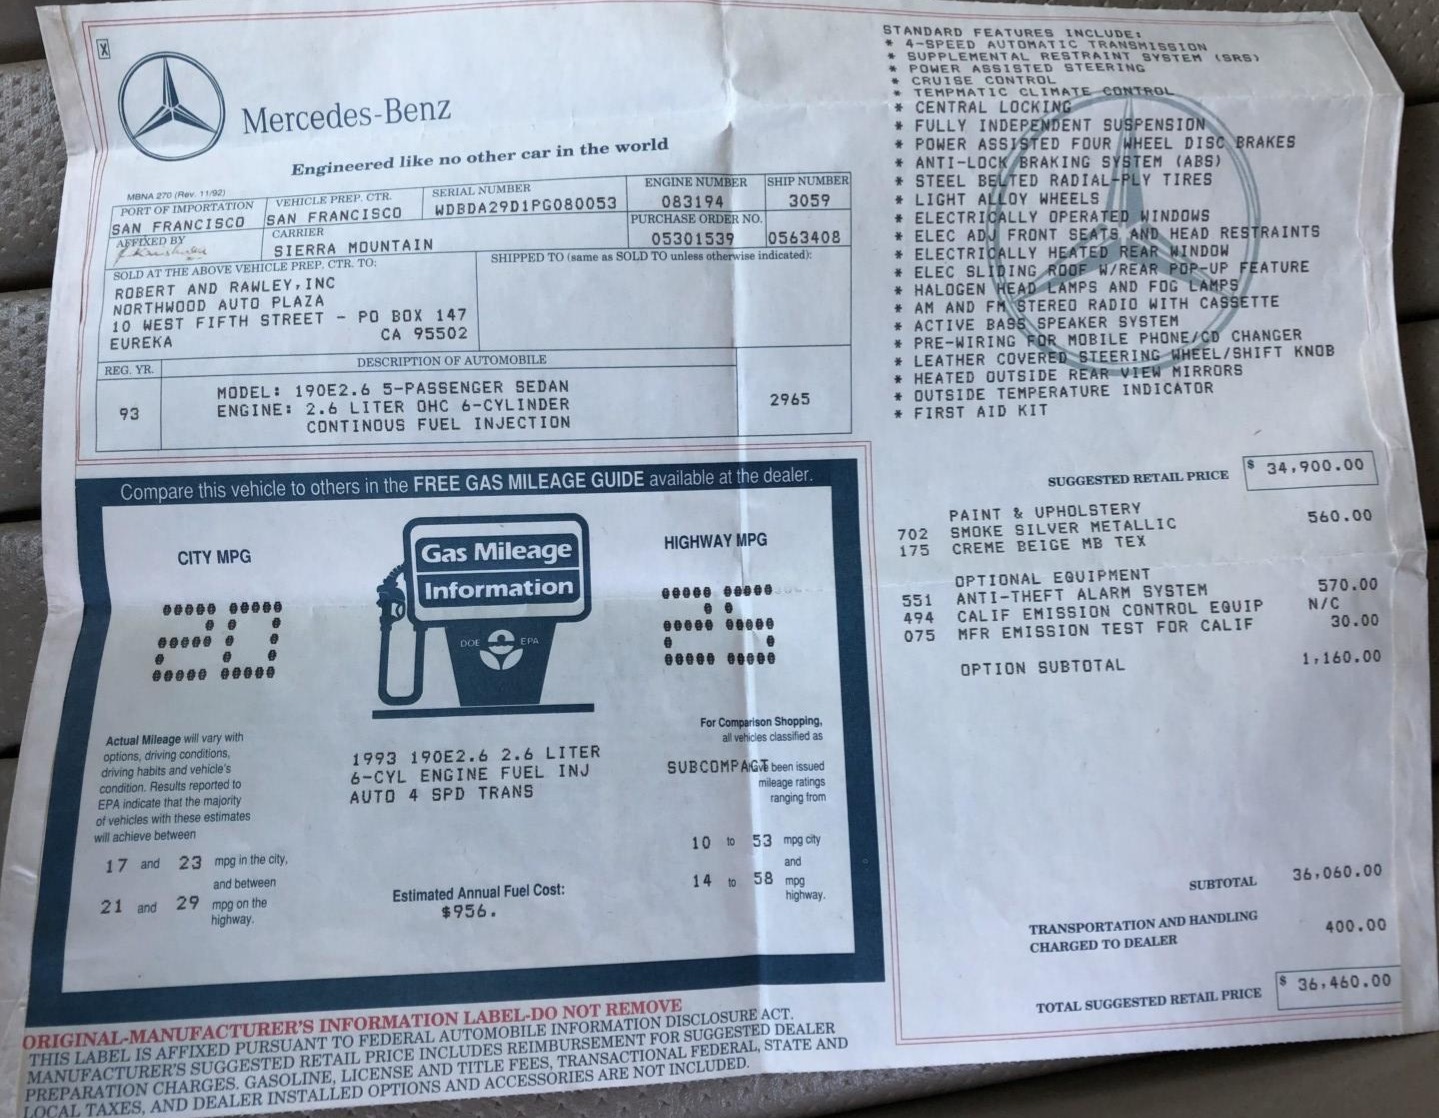 X
Mercedes-Benz
Engineered like no other car in the world
MBNA 270 (Rev. 11/92)
PORT OF IMPORTATION
SAN FRANCISCO
VEHICLE PREP. CTR.
SAN FRANCISCO
SERIAL NUMBER
WDBDA29D1PG080053
ENGINE NUMBER
083194
SHIP NUMBER
3059
AFFIXED BY
CARRIER
SIERRA MOUNTAIN
PURCHASE ORDER NO.
05301539
0563408
SOLD AT THE ABOVE VEHICLE PREP. CTR. TO:
ROBERT AND RAWLEY,INC
NORTHWOOD AUTO PLAZA
10 WEST FIFTH STREET - PO BOX 147
EUREKA CA 95502
SHIPPED TO (same as SOLD TO unless otherwise indicated):
REG. YR.
93
DESCRIPTION OF AUTOMOBILE
MODEL: 190E2.6 5-PASSENGER SEDAN
ENGINE: 2.6 LITER OHC 6-CYLINDER
CONTINOUS FUEL INJECTION
2965
Compare this vehicle to others in the FREE GAS MILEAGE GUIDE available at the dealer.
CITY MPG
20
Gas Mileage
Information
DOE EPA
HIGHWAY MPG
25
Actual Mileage will vary with
options, driving conditions,
driving habits and vehicle's
condition. Results reported to
EPA indicate that the majority
of vehicles with these estimates
will achieve between
17 and 23 mpg in the city,
and between
21 and 29 mpg on the
highway.
1993 190E2.6 2.6 LITER
6-CYL ENGINE FUEL INJ
AUTO 4 SPD TRANS
Estimated Annual Fuel Cost:
$956.
For Comparison Shopping,
all vehicles classified as
SUBCOMPACT been issued
mileage ratings
ranging from
10 to 53 mpg city
and
14 to 58 mpg
highway.
ORIGINAL-MANUFACTURER'S INFORMATION LABEL-DO NOT REMOVE
THIS LABEL IS AFFIXED PURSUANT TO FEDERAL AUTOMOBILE INFORMATION DISCLOSURE ACT.
MANUFACTURER'S SUGGESTED RETAIL PRICE INCLUDES REIMBURSEMENT FOR SUGGESTED DEALER
PREPARATION CHARGES. GASOLINE, LICENSE AND TITLE FEES, TRANSACTIONAL FEDERAL, STATE AND
LOCAL TAXES, AND DEALER INSTALLED OPTIONS AND ACCESSORIES ARE NOT INCLUDED.
STANDARD FEATURES INCLUDE:
* 4-SPEED AUTOMATIC TRANSMISSION
* SUPPLEMENTAL RESTRAINT SYSTEM (SRS)
* POWER ASSISTED STEERING
* CRUISE CONTROL
* TEMPMATIC CLIMATE CONTROL
* CENTRAL LOCKING
* FULLY INDEPENDENT SUSPENSION
* POWER ASSISTED FOUR WHEEL DISC BRAKES
* ANTI-LOCK BRAKING SYSTEM (ABS)
* STEEL BELTED RADIAL-PLY TIRES
* LIGHT ALLOY WHEELS
* ELECTRICALLY OPERATED WINDOWS
* ELEC ADJ FRONT SEATS AND HEAD RESTRAINTS
* ELECTRICALLY HEATED REAR WINDOW
* ELEC SLIDING ROOF W/REAR POP-UP FEATURE
* HALOGEN HEAD LAMPS AND FOG LAMPS
* AM AND FM STEREO RADIO WITH CASSETTE
* ACTIVE BASS SPEAKER SYSTEM
* PRE-WIRING FOR MOBILE PHONE/CD CHANGER
* LEATHER COVERED STEERING WHEEL/SHIFT KNOB
* HEATED OUTSIDE REAR VIEW MIRRORS
* OUTSIDE TEMPERATURE INDICATOR
* FIRST AID KIT
SUGGESTED RETAIL PRICE $ 34,900.00
PAINT & UPHOLSTERY
702 SMOKE SILVER METALLIC 560.00
175 CREME BEIGE MB TEX
OPTIONAL EQUIPMENT
551 ANTI-THEFT ALARM SYSTEM 570.00
494 CALIF EMISSION CONTROL EQUIP N/C
075 MFR EMISSION TEST FOR CALIF 30.00
OPTION SUBTOTAL 1,160.00
SUBTOTAL 36,060.00
TRANSPORTATION AND HANDLING
CHARGED TO DEALER 400.00
TOTAL SUGGESTED RETAIL PRICE $ 36,460.00